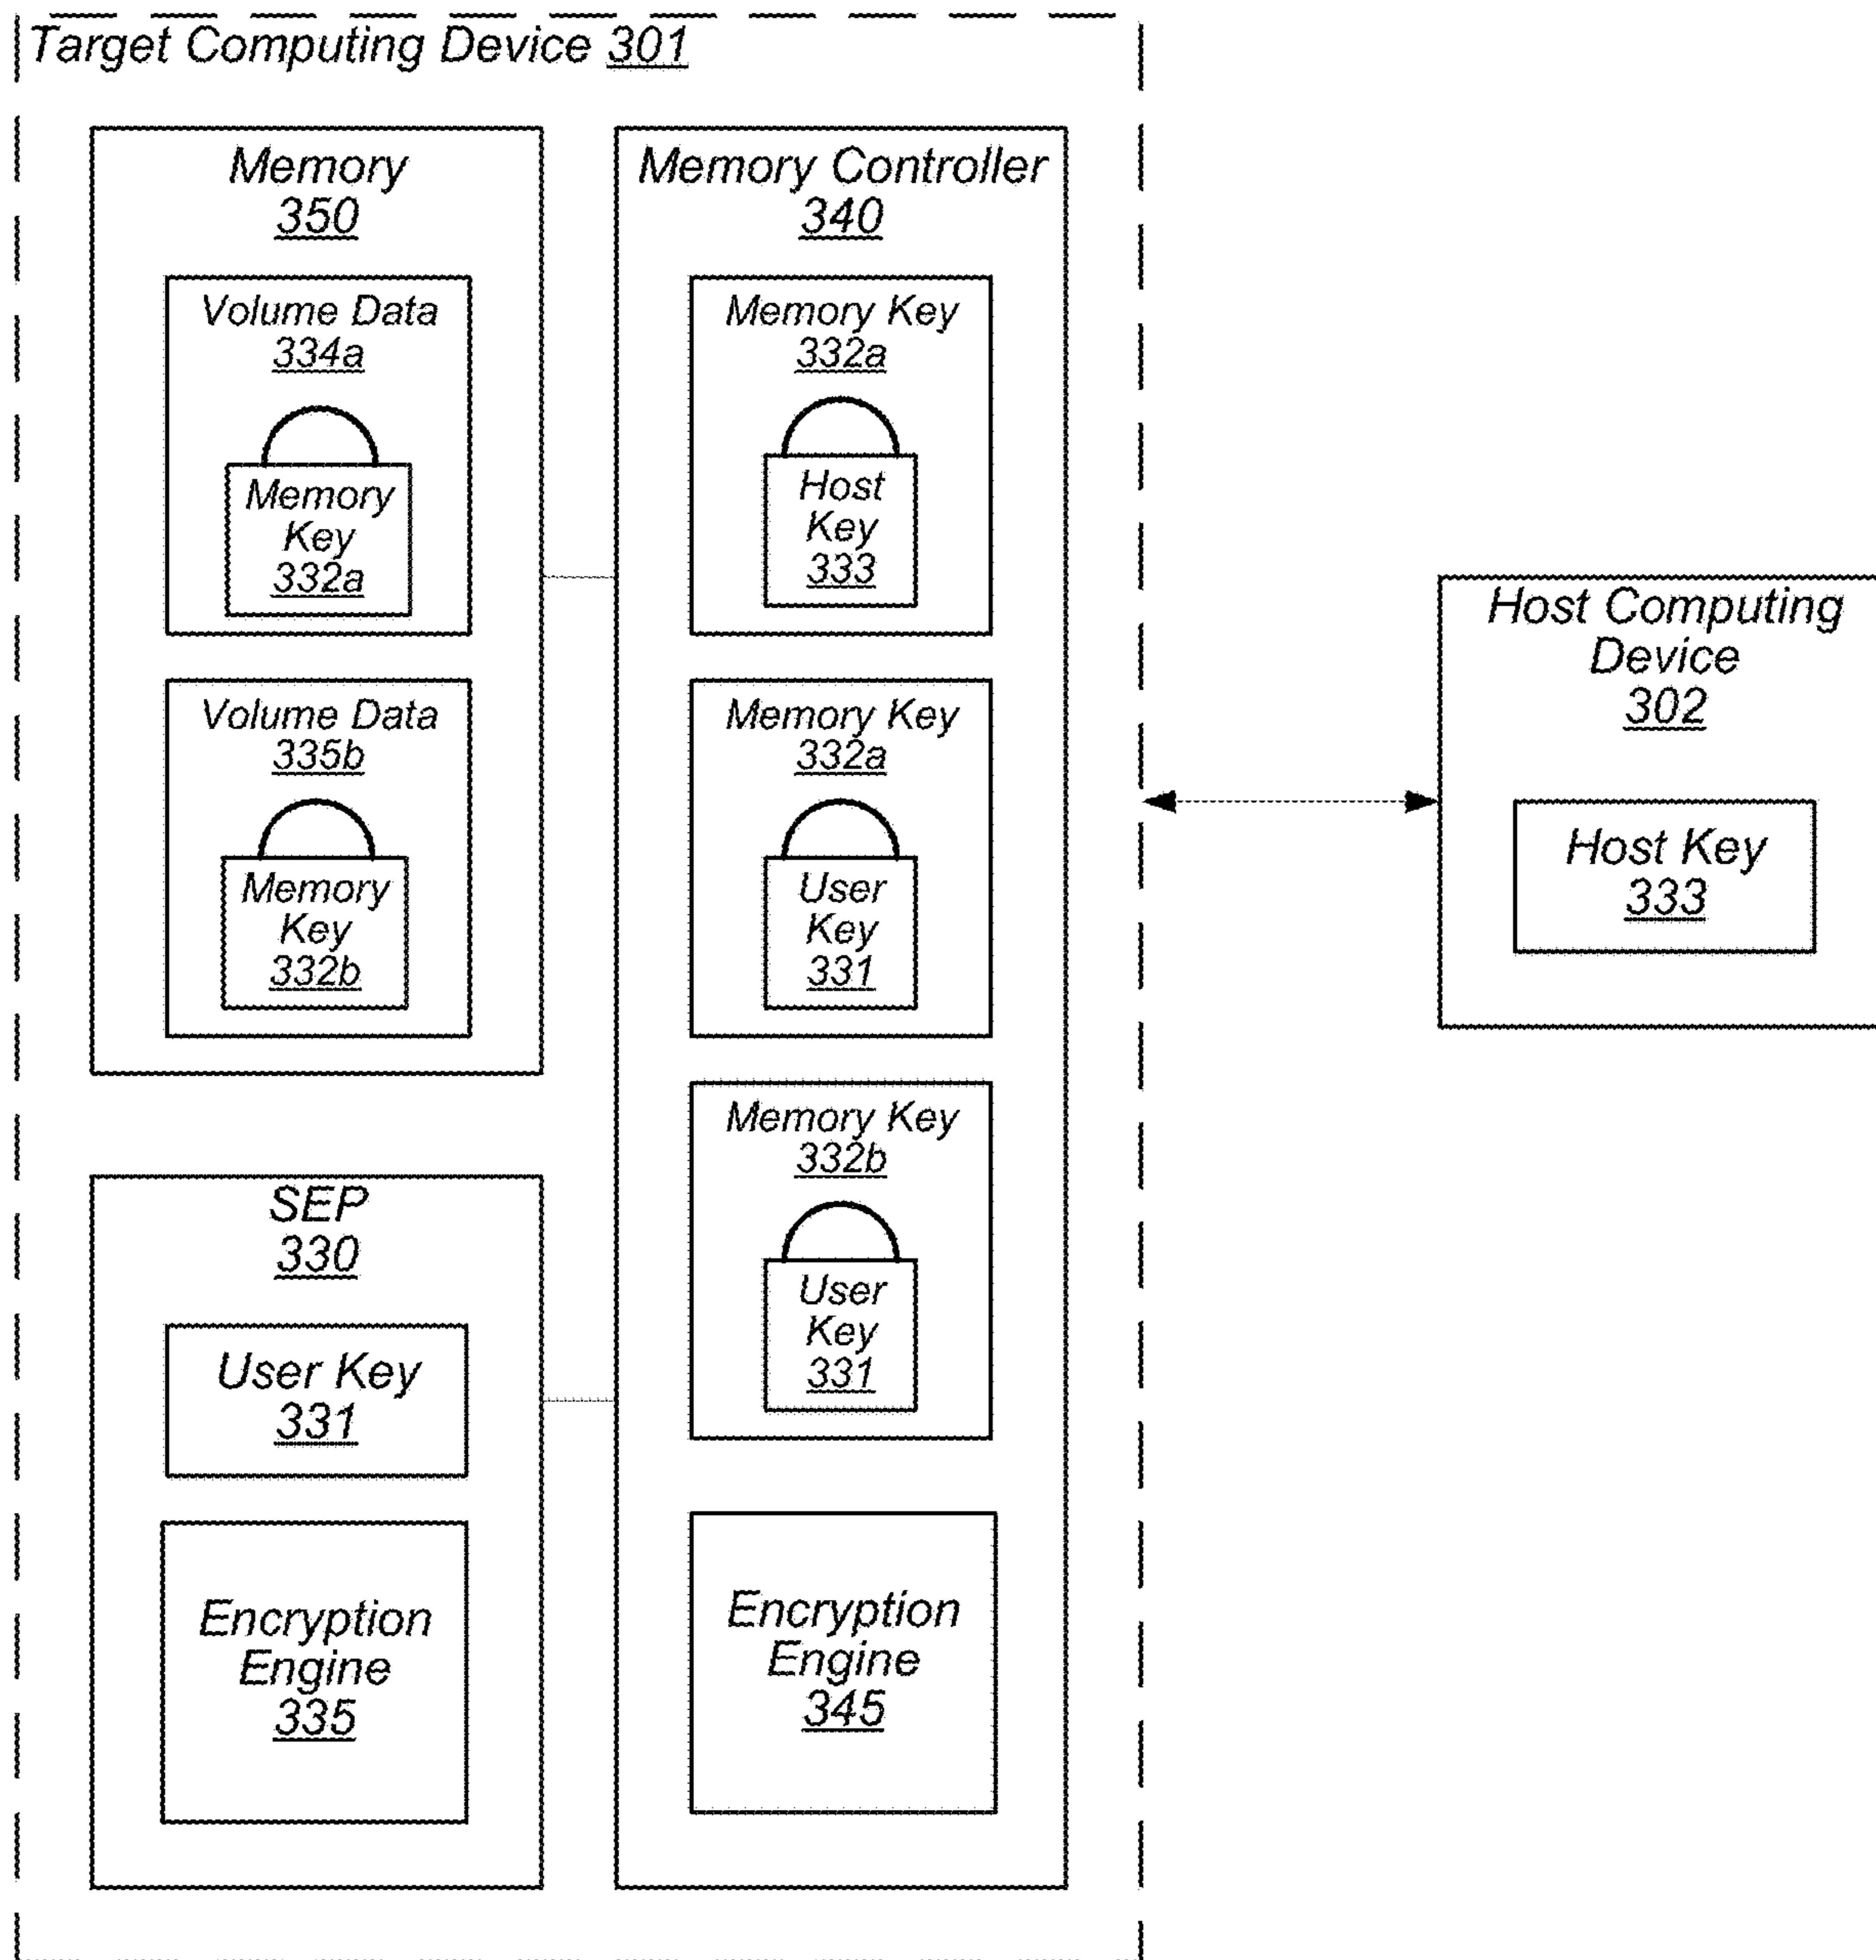 Target Computing Device 301
Memory
350
Volume Data
334a
Memory
Key
332a
Volume Data
335b
Memory
Key
332b
SEP
330
User Key
331
Encryption
Engine
335
Memory Controller
340
Memory Key
332a
Host
Key
333
Memory Key
332a
User
Key
331
Memory Key
332b
User
Key
331
Encryption
Engine
345
Host Computing
Device
302
Host Key
333